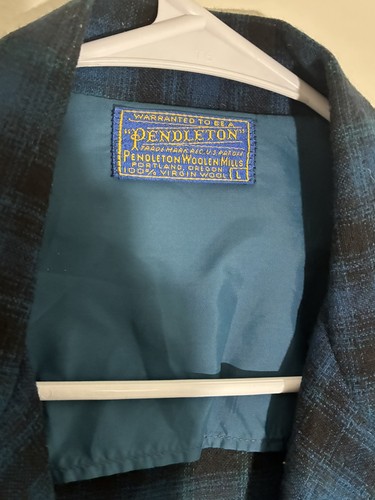 WARRANTED TO BE A
"PENDLETON"
TRADE MARK REG. U.S. PAT. OFF.
PENDLETON WOOLEN MILLS
PORTLAND, OREGON
100% VIRGIN WOOL L